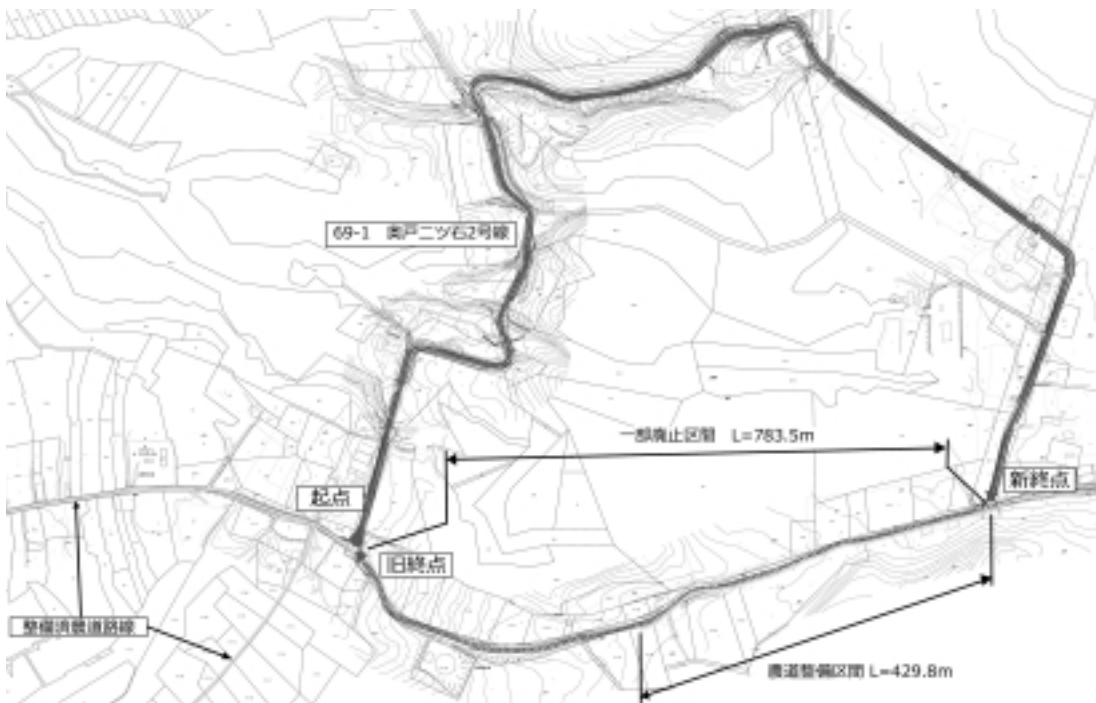 69-1 奥戸二ツ石2号線
一部廃止区間 L=783.5m
起点
新終点
旧終点
整備済農道路線
農道整備区間 L=429.8m